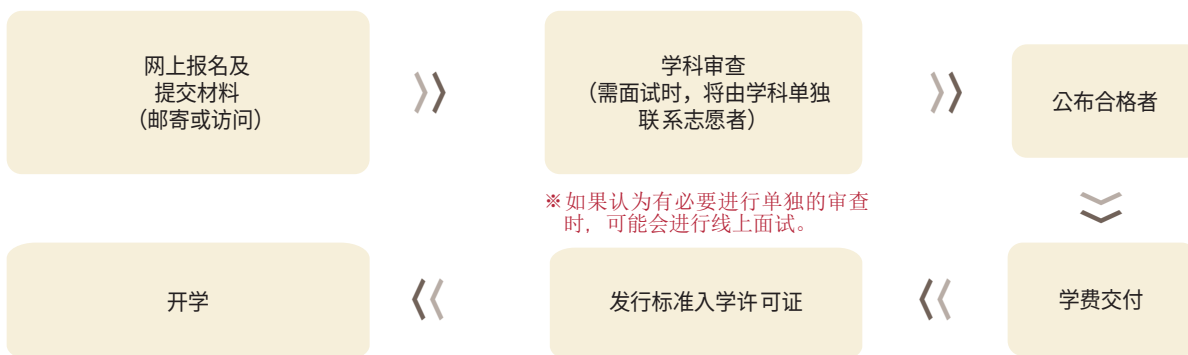 网上报名及
提交材料
（邮寄或访问）
学科审查
（需面试时，将由学科单独
联系志愿者）
公布合格者
※如果认为有必要进行单独的审查
时，可能会进行线上面试。
学费交付
发行标准入学许可证
开学